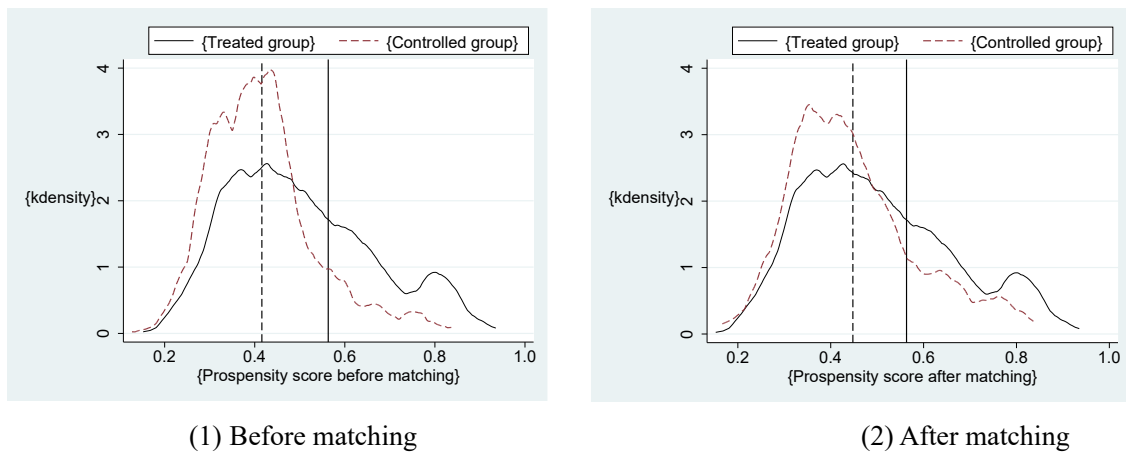 {Treated group} {Controlled group}
4
3
{kdensity}
2
1
0
0.2 0.4 0.6 0.8 1.0
{Prospensity score before matching}
(1) Before matching
{Treated group} {Controlled group}
4
3
{kdensity}
2
1
0
0.2 0.4 0.6 0.8 1.0
{Prospensity score after matching}
(2) After matching